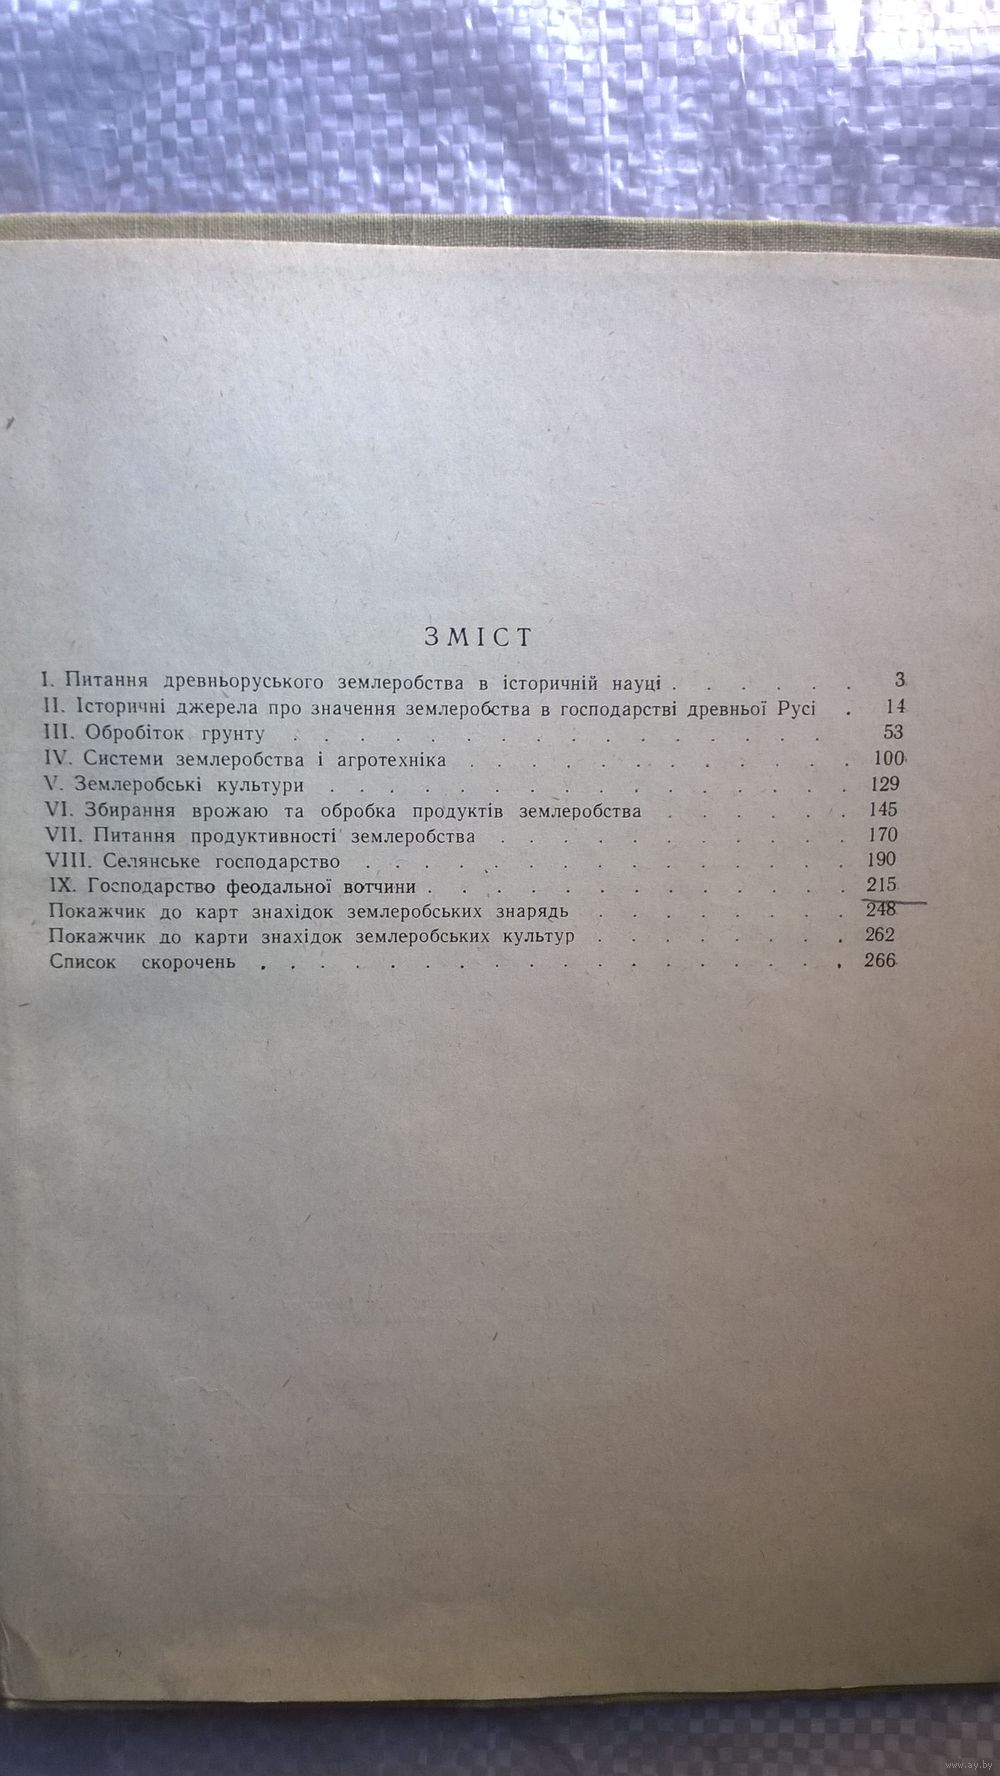 ЗМІСТ
I. Питання древньоруського землеробства в історичній науці . . . . . . 3
II. Історичні джерела про значення землеробства в господарстві древньої Русі . 14
III. Обробіток грунту . . . . . . . . . . . . . 53
IV. Системи землеробства і агротехніка . . . . . . . . . . 100
V. Землеробські культури . . . . . . . . . . . . . 129
VI. Збирання врожаю та обробка продуктів землеробства . . . . . . 145
VII. Питання продуктивності землеробства . . . . . . . . . 170
VIII. Селянське господарство . . . . . . . . . . . . 190
IX. Господарство феодальної вотчини . . . . . . . . . . . 215
Покажчик до карт знахідок землеробських знарядь . . . . . . . 248
Покажчик до карти знахідок землеробських культур . . . . . . . 262
Список скорочень . . . . . . . . . . . . . . 266
www.ay.by